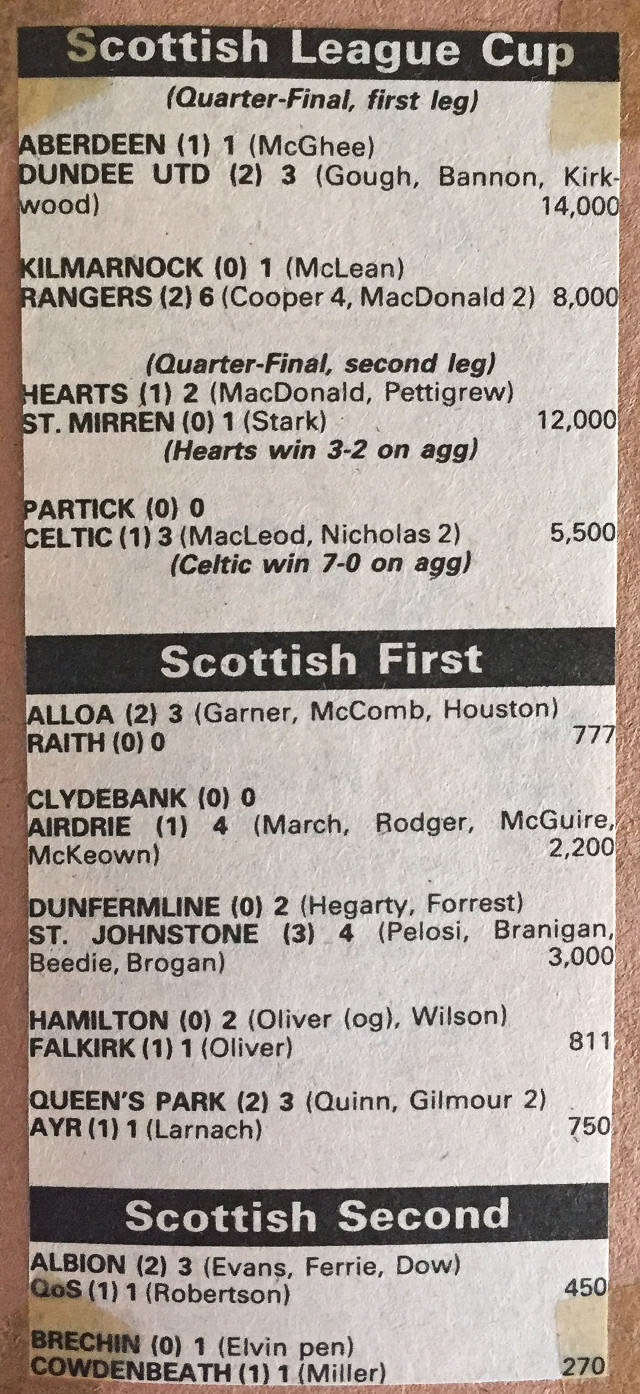 Scottish League Cup
(Quarter-Final, first leg)
ABERDEEN (1) 1 (McGhee)
DUNDEE UTD (2) 3 (Gough, Bannon, Kirk-
wood) 14,000
KILMARNOCK (0) 1 (McLean)
RANGERS (2) 6 (Cooper 4, MacDonald 2) 8,000
(Quarter-Final, second leg)
HEARTS (1) 2 (MacDonald, Pettigrew)
ST. MIRREN (0) 1 (Stark) 12,000
(Hearts win 3-2 on agg)
PARTICK (0) 0
CELTIC (1) 3 (MacLeod, Nicholas 2) 5,500
(Celtic win 7-0 on agg)
Scottish First
ALLOA (2) 3 (Garner, McComb, Houston)
RAITH (0) 0 777
CLYDEBANK (0) 0
AIRDRIE (1) 4 (March, Rodger, McGuire,
McKeown) 2,200
DUNFERMLINE (0) 2 (Hegarty, Forrest)
ST. JOHNSTONE (3) 4 (Pelosi, Branigan,
Beedie, Brogan) 3,000
HAMILTON (0) 2 (Oliver (og), Wilson)
FALKIRK (1) 1 (Oliver) 811
QUEEN'S PARK (2) 3 (Quinn, Gilmour 2)
AYR (1) 1 (Larnach) 750
Scottish Second
ALBION (2) 3 (Evans, Ferrie, Dow)
QoS (1) 1 (Robertson) 450
BRECHIN (0) 1 (Elvin pen)
COWDENBEATH (1) 1 (Miller) 270